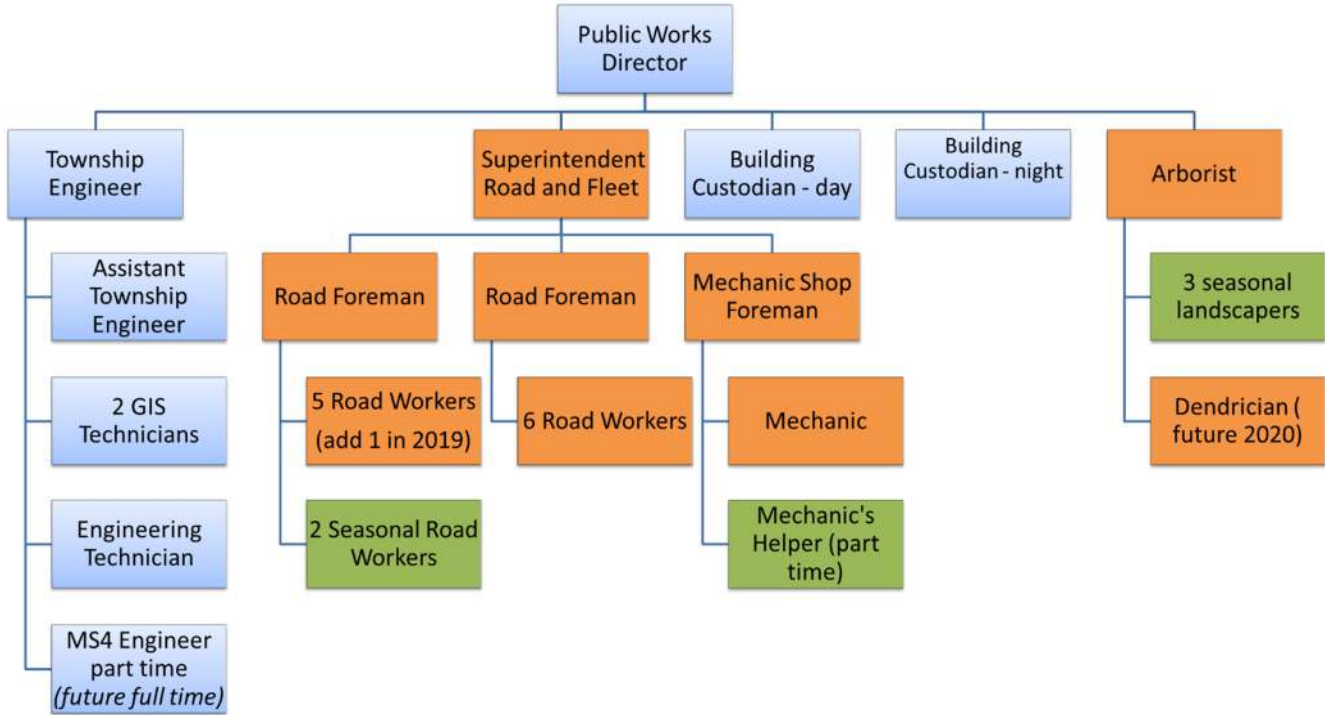 Public Works
Director
Township
Engineer
Superintendent
Road and Fleet
Building
Custodian - day
Building
Custodian - night
Arborist
Assistant
Township
Engineer
Road Foreman
Road Foreman
Mechanic Shop
Foreman
3 seasonal
landscapers
2 GIS
Technicians
5 Road Workers
(add 1 in 2019)
6 Road Workers
Mechanic
Dendrician (
future 2020)
Engineering
Technician
2 Seasonal Road
Workers
Mechanic's
Helper (part
time)
MS4 Engineer
part time
(future full time)